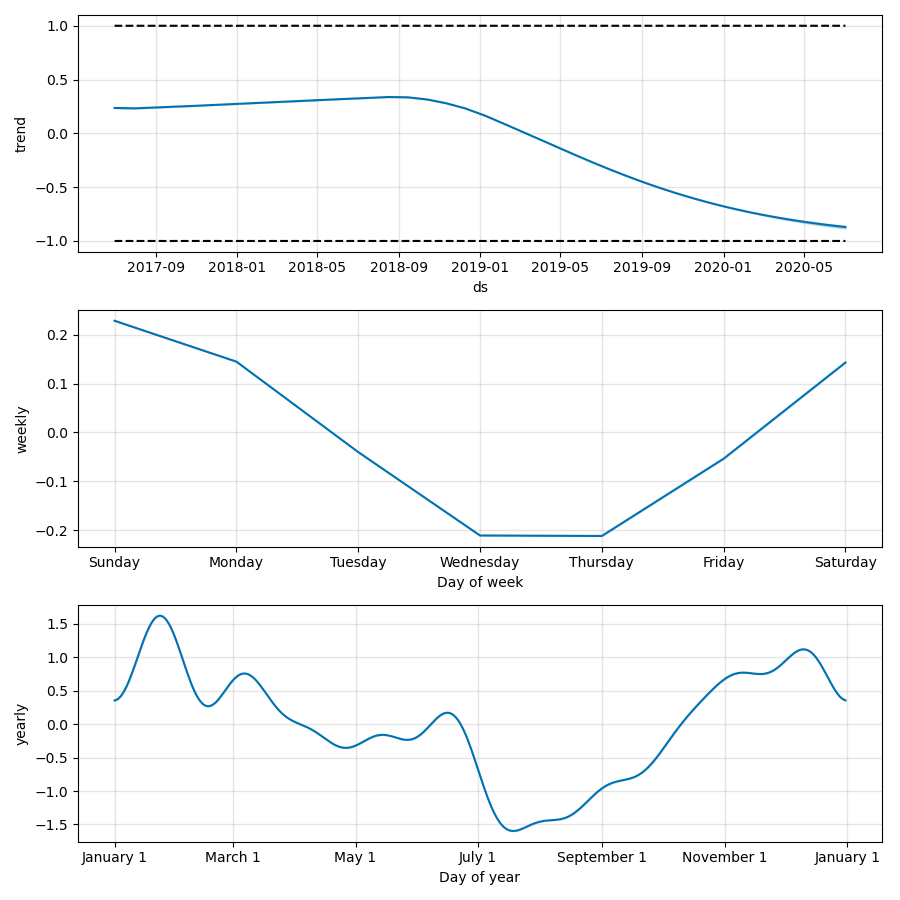 1.0
0.5
0.0
−0.5
−1.0
trend
2017-09 2018-01 2018-05 2018-09 2019-01 2019-05 2019-09 2020-01 2020-05
ds
0.2
0.1
0.0
−0.1
−0.2
weekly
Sunday Monday Tuesday Wednesday Thursday Friday Saturday
Day of week
1.5
1.0
0.5
0.0
−0.5
−1.0
−1.5
yearly
January 1 March 1 May 1 July 1 September 1 November 1 January 1
Day of year